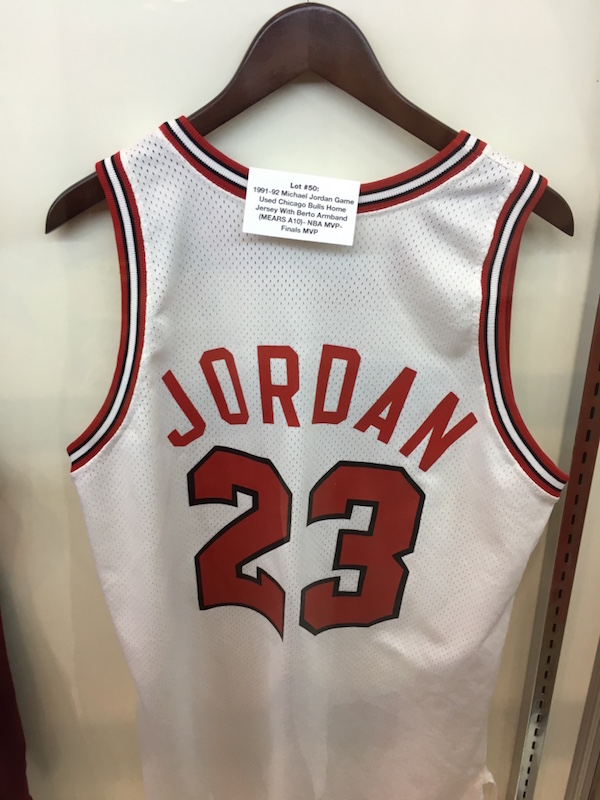 Lot #50:
1991-92 Michael Jordan Game
Used Chicago Bulls Home
Jersey With Berto Armband
(MEARS A10)- NBA MVP-
Finals MVP
JORDAN
23